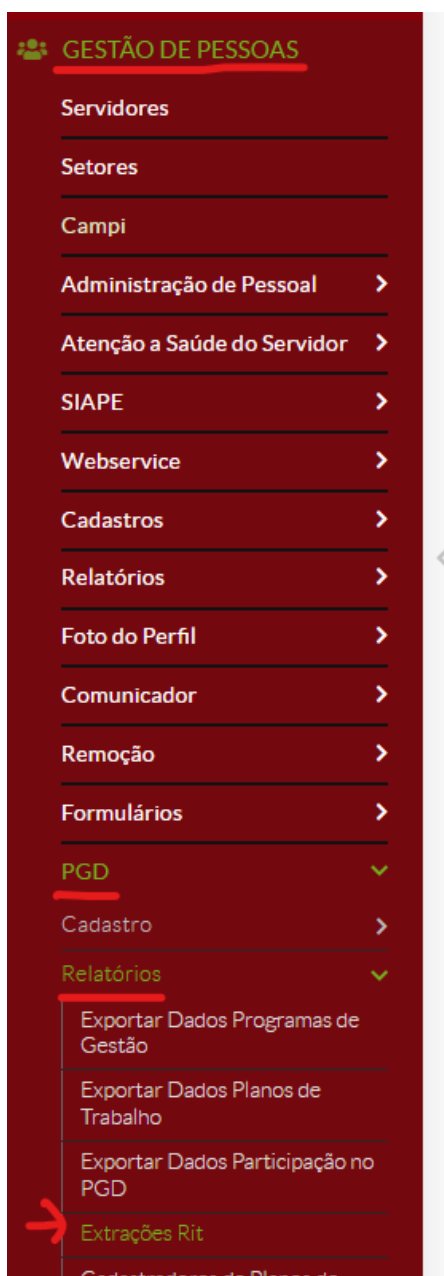 GESTÃO DE PESSOAS
Servidores
Setores
Campi
Administração de Pessoal
Atenção a Saúde do Servidor
SIAPE
Webservice
Cadastros
Relatórios
Foto do Perfil
Comunicador
Remoção
Formulários
PGD
Cadastro
Relatórios
Exportar Dados Programas de
Gestão
Exportar Dados Planos de
Trabalho
Exportar Dados Participação no
PGD
Extrações Rit